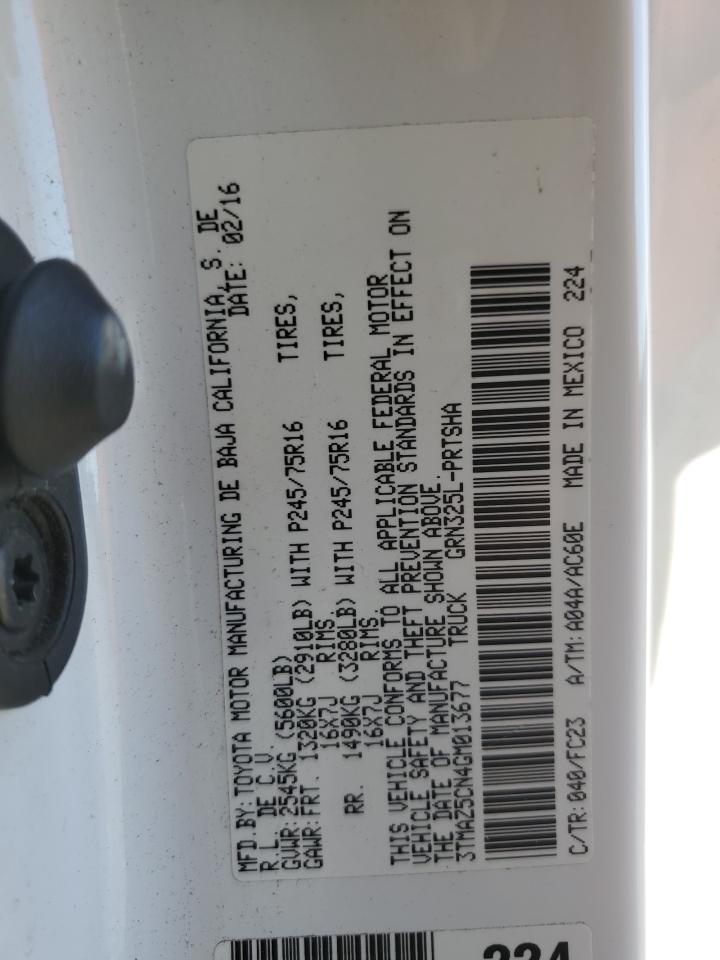 MFD.BY: TOYOTA MOTOR MANUFACTURING DE BAJA CALIFORNIA, S. DE
R.L. DE C.V. DATE: 02/16
GVWR: 2545KG (5600LB)
GAWR: FRT. 1320KG (2910LB) WITH P245/75R16 TIRES,
16X7J RIMS.
RR. 1490KG (3280LB) WITH P245/75R16 TIRES,
16X7J RIMS.
THIS VEHICLE CONFORMS TO ALL APPLICABLE FEDERAL MOTOR
VEHICLE SAFETY AND THEFT PREVENTION STANDARDS IN EFFECT ON
THE DATE OF MANUFACTURE SHOWN ABOVE.
3TMAZ5CN4GM013677 TRUCK GRN325L-PRTSHA
C/TR: 040/FC23 A/TM: A04A/AC60E MADE IN MEXICO 224
224